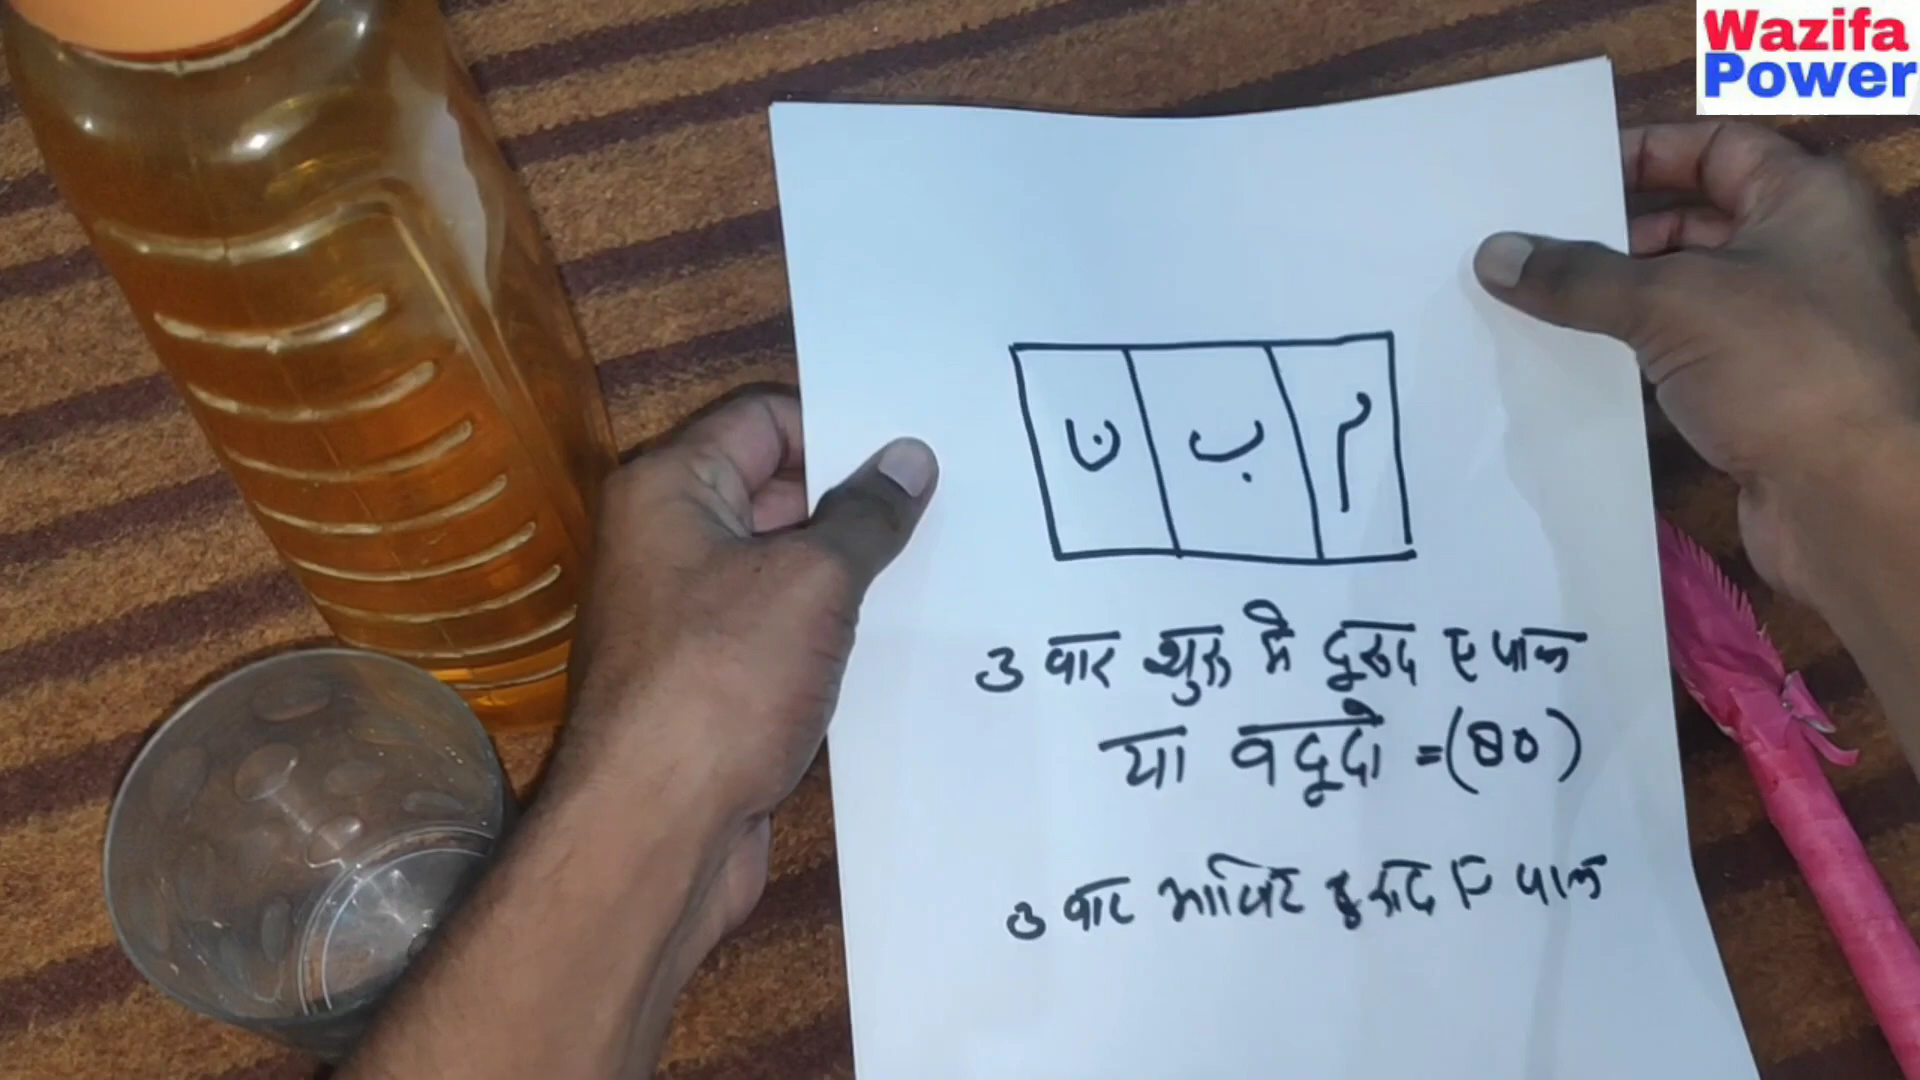 Wazifa
Power
ن ب م
3 बार शुरू मे दुरूद ए पाक
या वदूदो =(80)
3 बार आखिर दुरूद ए पाक